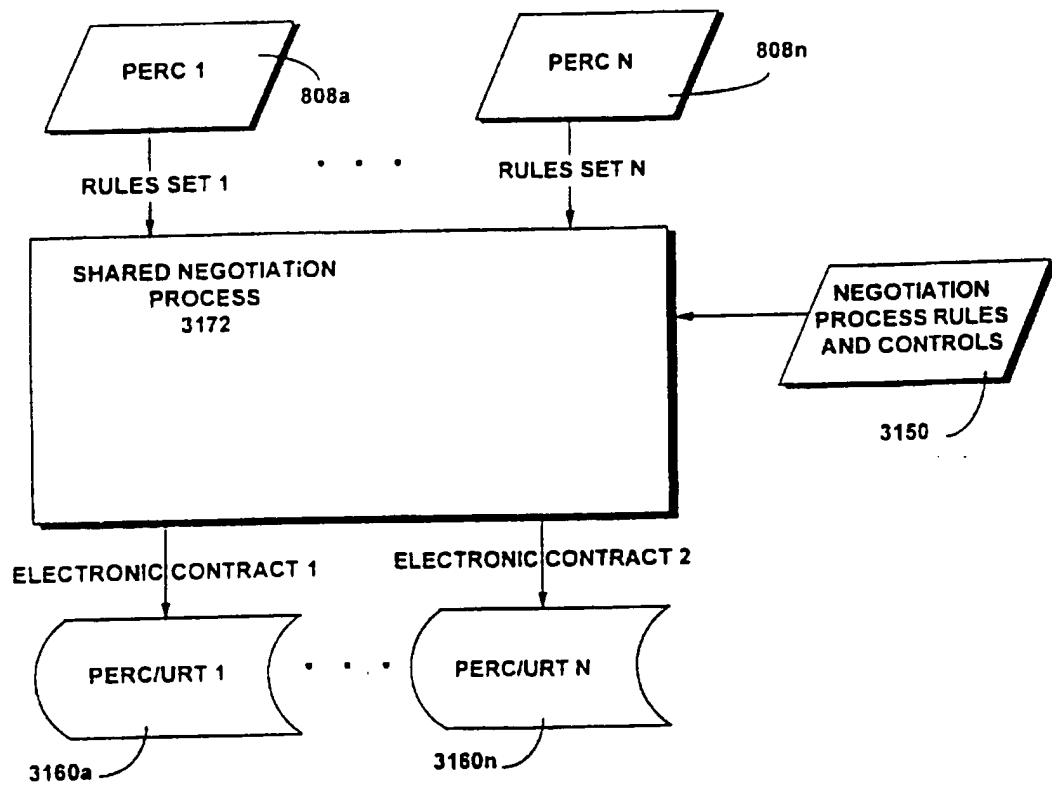 PERC 1
808a
PERC N
808n
RULES SET 1
RULES SET N
SHARED NEGOTIATiON
PROCESS
3172
NEGOTIATION
PROCESS RULES
AND CONTROLS
3150
ELECTRONIC CONTRACT 1
ELECTRONIC CONTRACT 2
PERC/URT 1
PERC/URT N
3160a
3160n